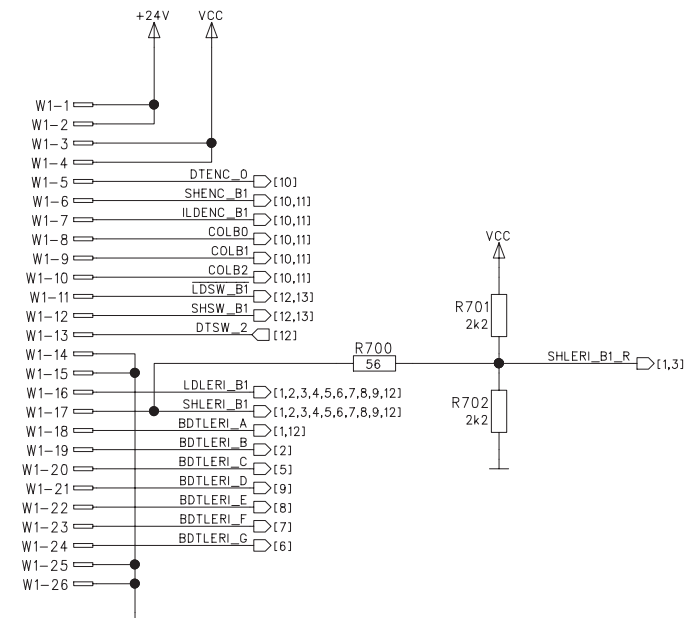 +24V VCC
W1-1
W1-2
W1-3
W1-4
W1-5 DTENC_0 [10]
W1-6 SHENC_B1 [10,11]
W1-7 ILDENC_B1 [10,11]
W1-8 COLB0 [10,11]
W1-9 COLB1 [10,11]
W1-10 COLB2 [10,11]
W1-11 LDSW_B1 [12,13]
W1-12 SHSW_B1 [12,13]
W1-13 DTSW_2 [12]
W1-14
W1-15
W1-16 LDLERI_B1 [1,2,3,4,5,6,7,8,9,12]
W1-17 SHLERI_B1 [1,2,3,4,5,6,7,8,9,12]
W1-18 BDTLERI_A [1,12]
W1-19 BDTLERI_B [2]
W1-20 BDTLERI_C [5]
W1-21 BDTLERI_D [9]
W1-22 BDTLERI_E [8]
W1-23 BDTLERI_F [7]
W1-24 BDTLERI_G [6]
W1-25
W1-26
R700
56
VCC
R701
2k2
SHLERI_B1_R [1,3]
R702
2k2